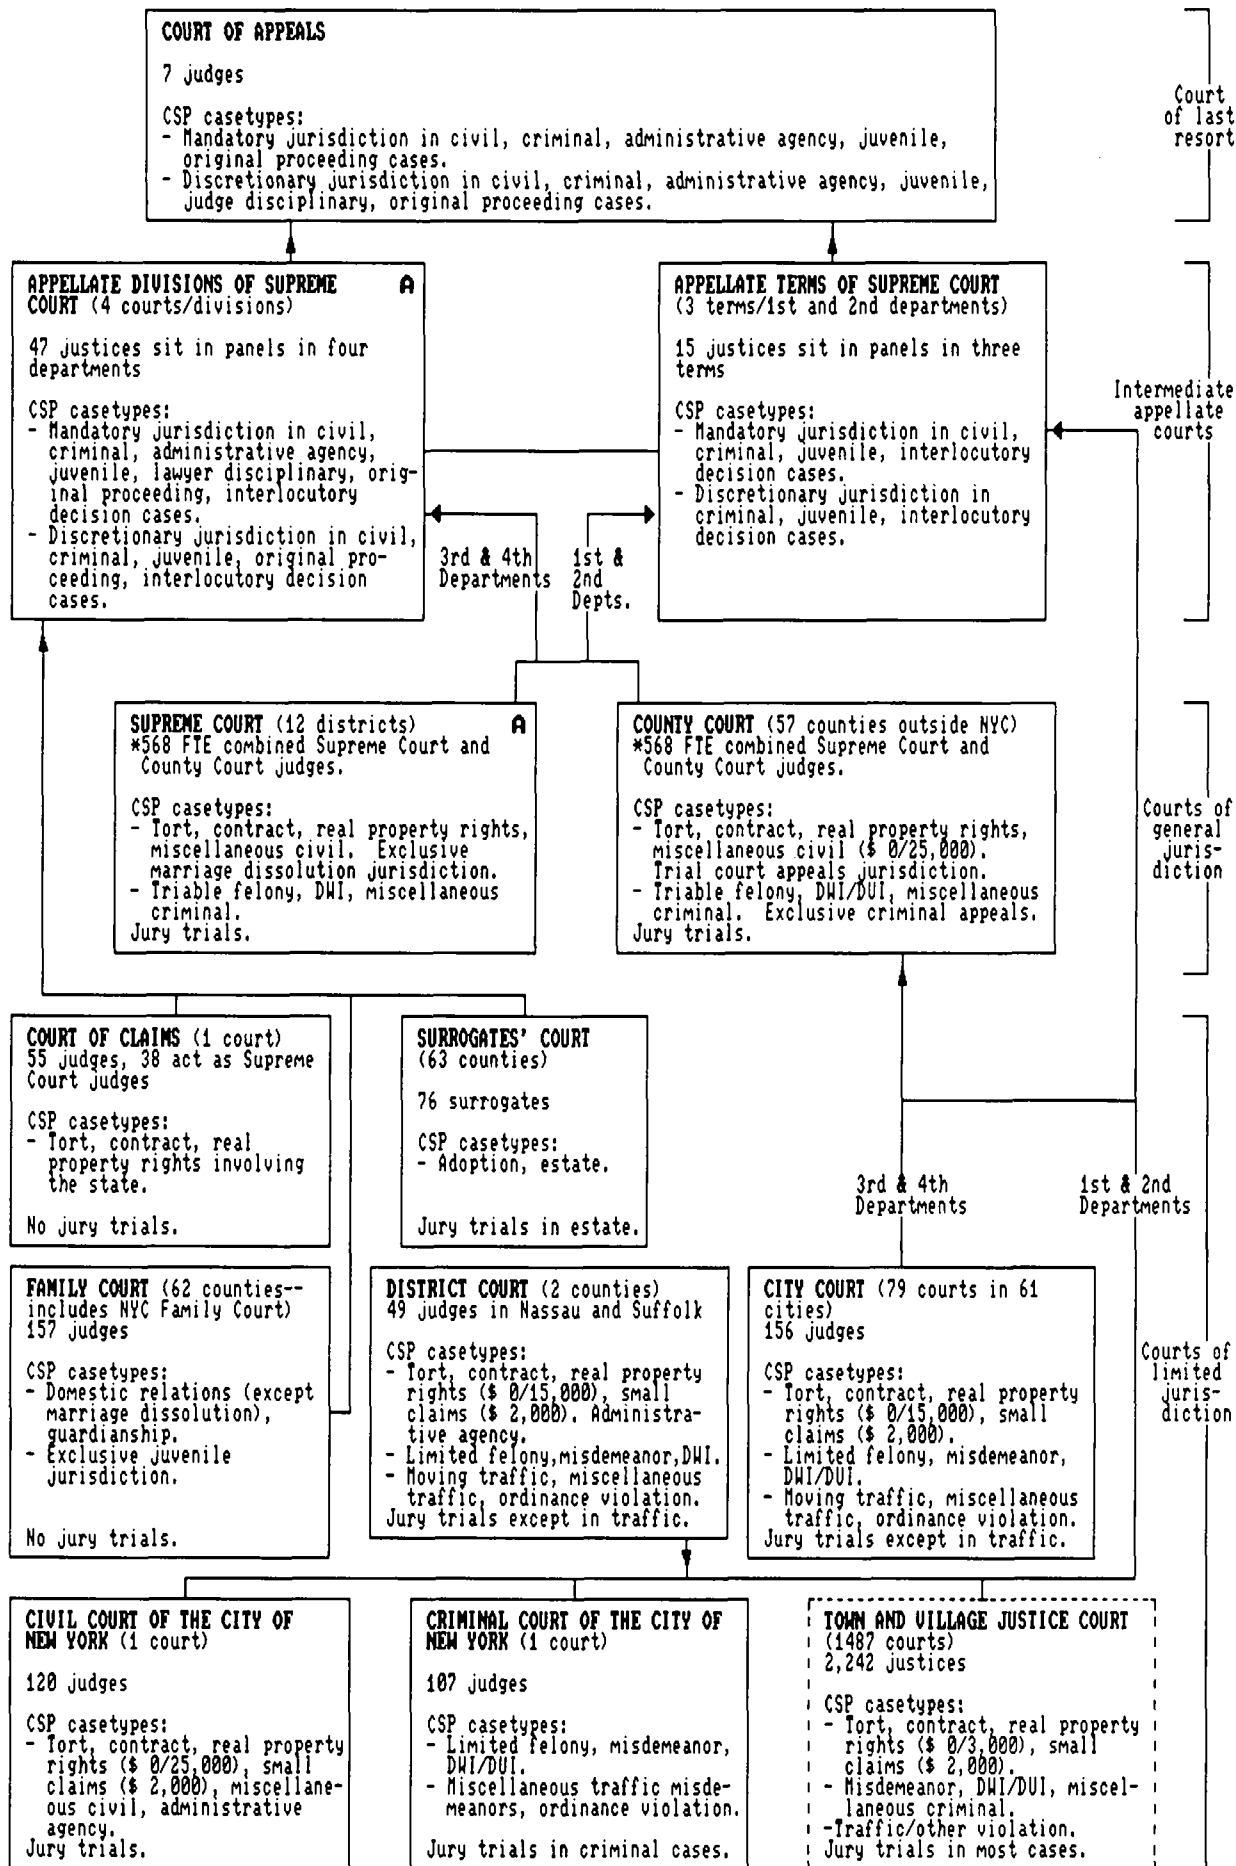 COURT OF APPEALS
7 judges
CSP casetypes:
- Mandatory jurisdiction in civil, criminal, administrative agency, juvenile,
original proceeding cases.
- Discretionary jurisdiction in civil, criminal, administrative agency, juvenile,
judge disciplinary, original proceeding cases.
Court
of last
resort
APPELLATE DIVISIONS OF SUPREME A
COURT (4 courts/divisions)
47 justices sit in panels in four
departments
CSP casetypes:
- Mandatory jurisdiction in civil,
criminal, administrative agency,
juvenile, lawyer disciplinary, orig-
inal proceeding, interlocutory
decision cases.
- Discretionary jurisdiction in civil,
criminal, juvenile, original pro-
ceeding, interlocutory decision
cases.
3rd & 4th
Departments
1st &
2nd
Depts.
APPELLATE TERMS OF SUPREME COURT
(3 terms/1st and 2nd departments)
15 justices sit in panels in three
terms
CSP casetypes:
- Mandatory jurisdiction in civil,
criminal, juvenile, interlocutory
decision cases.
- Discretionary jurisdiction in
criminal, juvenile, interlocutory
decision cases.
Intermediate
appellate
courts
SUPREME COURT (12 districts) A
*568 FTE combined Supreme Court and
County Court judges.
CSP casetypes:
- Tort, contract, real property rights,
miscellaneous civil. Exclusive
marriage dissolution jurisdiction.
- Triable felony, DWI, miscellaneous
criminal.
Jury trials.
COUNTY COURT (57 counties outside NYC)
*568 FTE combined Supreme Court and
County Court judges.
CSP casetypes:
- Tort, contract, real property rights,
miscellaneous civil ($ 0/25,000).
Trial court appeals jurisdiction.
- Triable felony, DWI/DUI, miscellaneous
criminal. Exclusive criminal appeals.
Jury trials.
Courts of
general
juris-
diction
COURT OF CLAIMS (1 court)
55 judges, 38 act as Supreme
Court judges
CSP casetypes:
- Tort, contract, real
property rights involving
the state.
No jury trials.
SURROGATES' COURT
(63 counties)
76 surrogates
CSP casetypes:
- Adoption, estate.
Jury trials in estate.
3rd & 4th
Departments
1st & 2nd
Departments
FAMILY COURT (62 counties--
includes NYC Family Court)
157 judges
CSP casetypes:
- Domestic relations (except
marriage dissolution),
guardianship.
- Exclusive juvenile
jurisdiction.
No jury trials.
DISTRICT COURT (2 counties)
49 judges in Nassau and Suffolk
CSP casetypes:
- Tort, contract, real property
rights ($ 0/15,000), small
claims ($ 2,000). Administra-
tive agency.
- Limited felony,misdemeanor,DWI.
- Moving traffic, miscellaneous
traffic, ordinance violation.
Jury trials except in traffic.
CITY COURT (79 courts in 61
cities)
156 judges
CSP casetypes:
- Tort, contract, real property
rights ($ 0/15,000), small
claims ($ 2,000).
- Limited felony, misdemeanor,
DWI/DUI.
- Moving traffic, miscellaneous
traffic, ordinance violation.
Jury trials except in traffic.
Courts of
limited
juris-
diction
CIVIL COURT OF THE CITY OF
NEW YORK (1 court)
120 judges
CSP casetypes:
- Tort, contract, real property
rights ($ 0/25,000), small
claims ($ 2,000), miscellane-
ous civil, administrative
agency.
Jury trials.
CRIMINAL COURT OF THE CITY OF
NEW YORK (1 court)
107 judges
CSP casetypes:
- Limited felony, misdemeanor,
DWI/DUI.
- Miscellaneous traffic misde-
meanors, ordinance violation.
Jury trials in criminal cases.
TOWN AND VILLAGE JUSTICE COURT
(1487 courts)
2,242 justices
CSP casetypes:
- Tort, contract, real property
rights ($ 0/3,000), small
claims ($ 2,000).
- Misdemeanor, DWI/DUI, miscel-
laneous criminal.
-Traffic/other violation.
Jury trials in most cases.